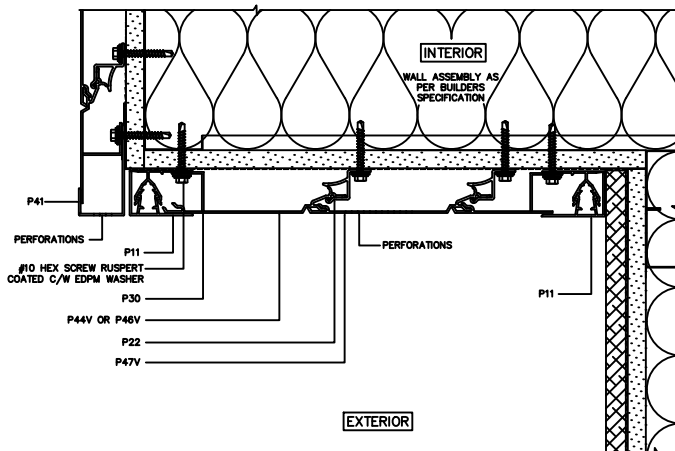 INTERIOR
WALL ASSEMBLY AS
PER BUILDERS
SPECIFICATION
P41
PERFORATIONS
P11
#10 HEX SCREW RUSPERT
COATED C/W EDPM WASHER
P30
P44V OR P46V
P22
P47V
PERFORATIONS
P11
EXTERIOR